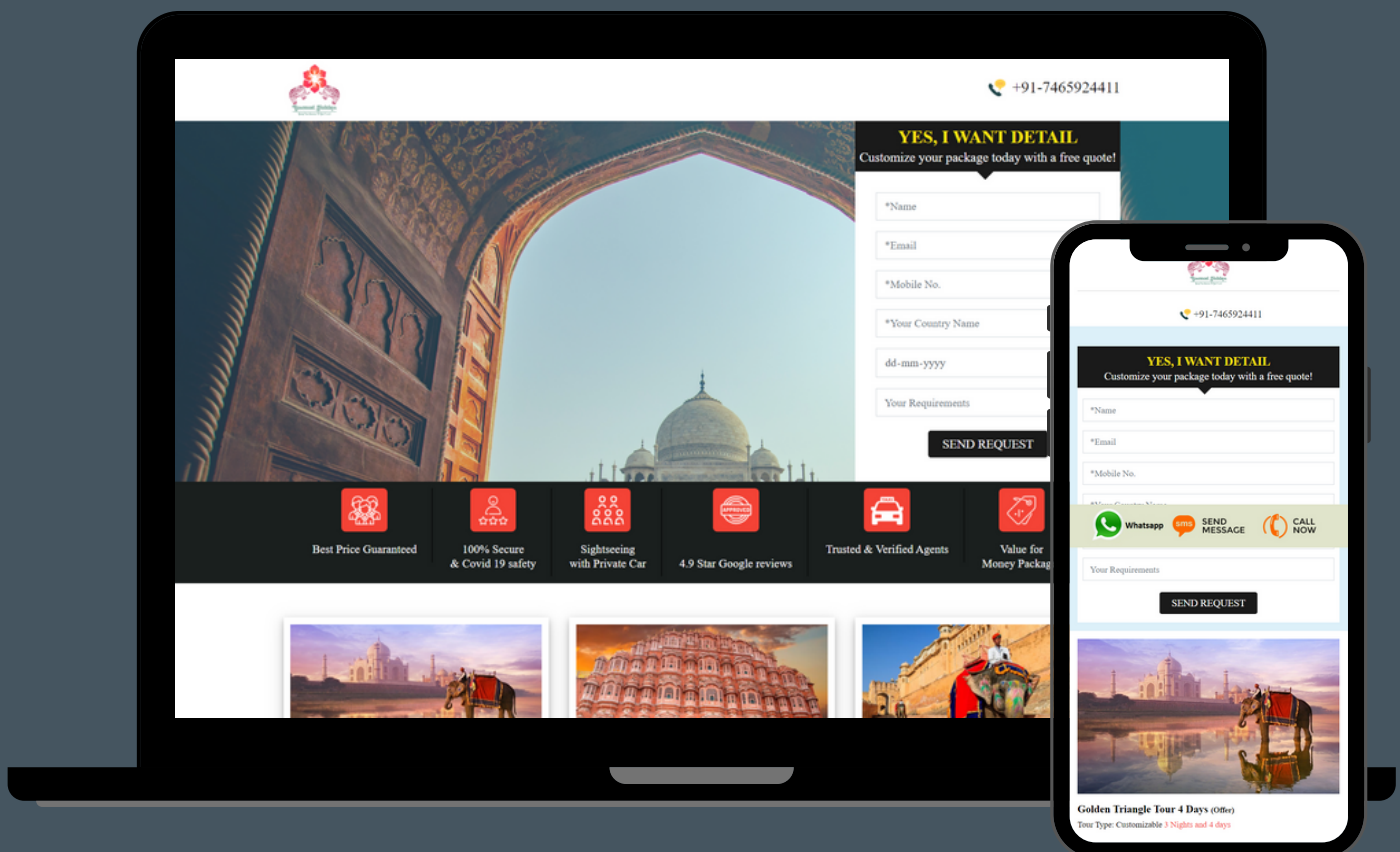 +91-7465924411
YES, I WANT DETAIL
Customize your package today with a free quote!
*Name
*Email
*Mobile No.
*Your Country Name
dd-mm-yyyy
Your Requirements
SEND REQUEST
Best Price Guaranteed
100% Secure
& Covid 19 safety
Sightseeing
with Private Car
APPROVED
4.9 Star Google reviews
Trusted & Verified Agents
Value for
Money Packag
+91-7465924411
YES, I WANT DETAIL
Customize your package today with a free quote!
*Name
*Email
*Mobile No.
Whatsapp
sms
SEND
MESSAGE
CALL
NOW
Your Requirements
SEND REQUEST
Golden Triangle Tour 4 Days (Offer)
Tour Type: Customizable 3 Nights and 4 days